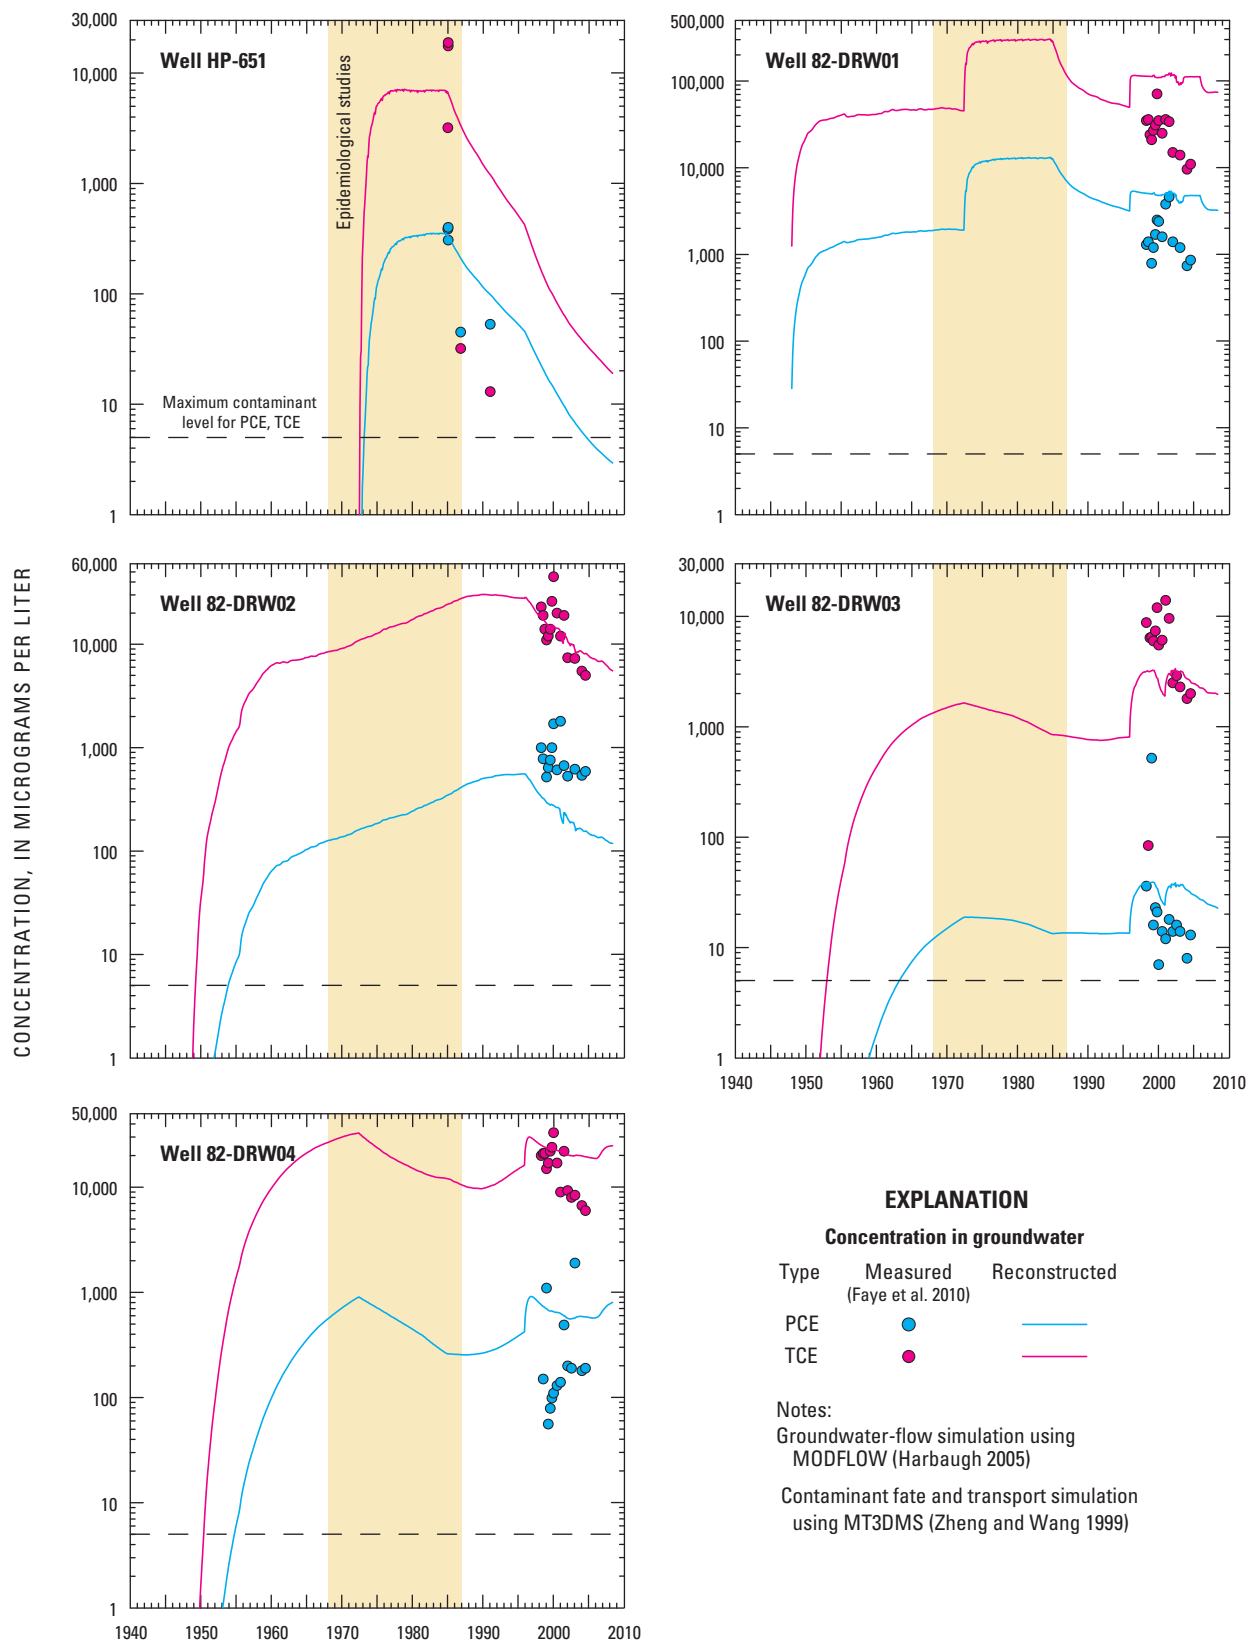 CONCENTRATION, IN MICROGRAMS PER LITER
30,000
10,000
1,000
100
10
1
Well HP-651
Epidemiological studies
Maximum contaminant
level for PCE, TCE
500,000
100,000
10,000
1,000
100
10
1
Well 82-DRW01
60,000
10,000
1,000
100
10
1
Well 82-DRW02
30,000
10,000
1,000
100
10
1
Well 82-DRW03
1940 1950 1960 1970 1980 1990 2000 2010
50,000
10,000
1,000
100
10
1
Well 82-DRW04
1940 1950 1960 1970 1980 1990 2000 2010
EXPLANATION
Concentration in groundwater
Type Measured Reconstructed
(Faye et al. 2010)
PCE
TCE
Notes:
Groundwater-flow simulation using
MODFLOW (Harbaugh 2005)
Contaminant fate and transport simulation
using MT3DMS (Zheng and Wang 1999)